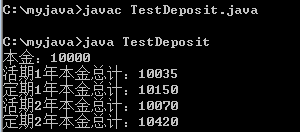 C:\myjava>javac TestDeposit.java
C:\myjava>java TestDeposit
本金：10000
活期1年本金总计：10035
定期1年本金总计：10150
活期2年本金总计：10070
定期2年本金总计：10420